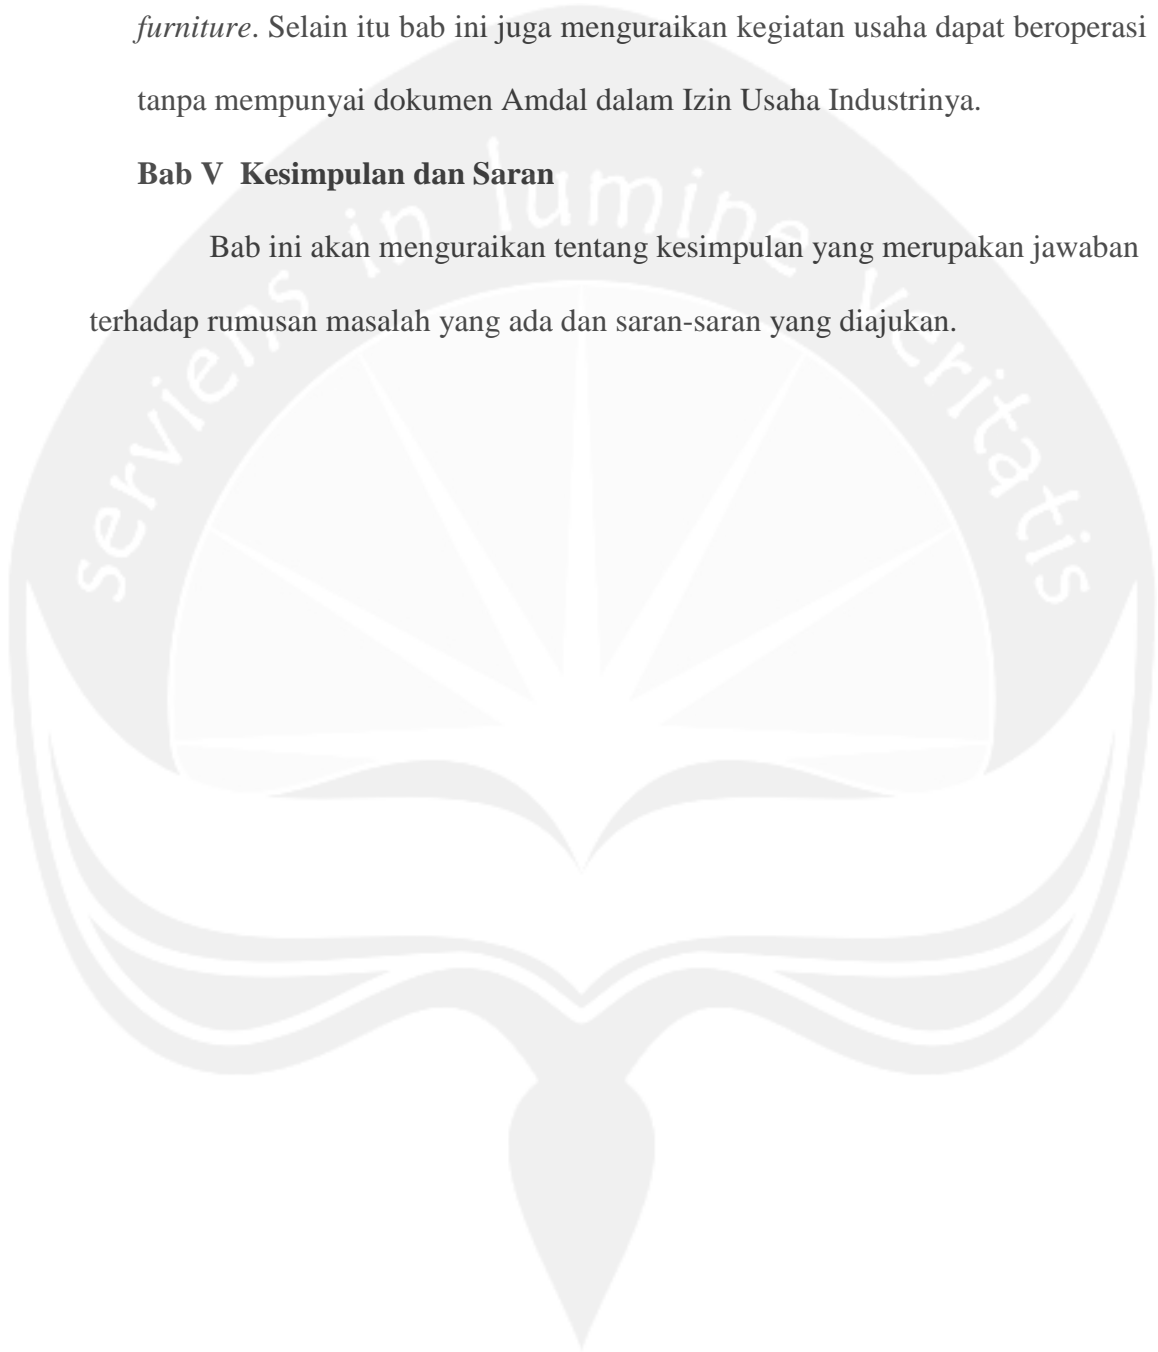 furniture. Selain itu bab ini juga menguraikan kegiatan usaha dapat beroperasi
tanpa mempunyai dokumen Amdal dalam Izin Usaha Industrinya.
Bab V Kesimpulan dan Saran
Bab ini akan menguraikan tentang kesimpulan yang merupakan jawaban
terhadap rumusan masalah yang ada dan saran-saran yang diajukan.
serviens in lumine veritatis